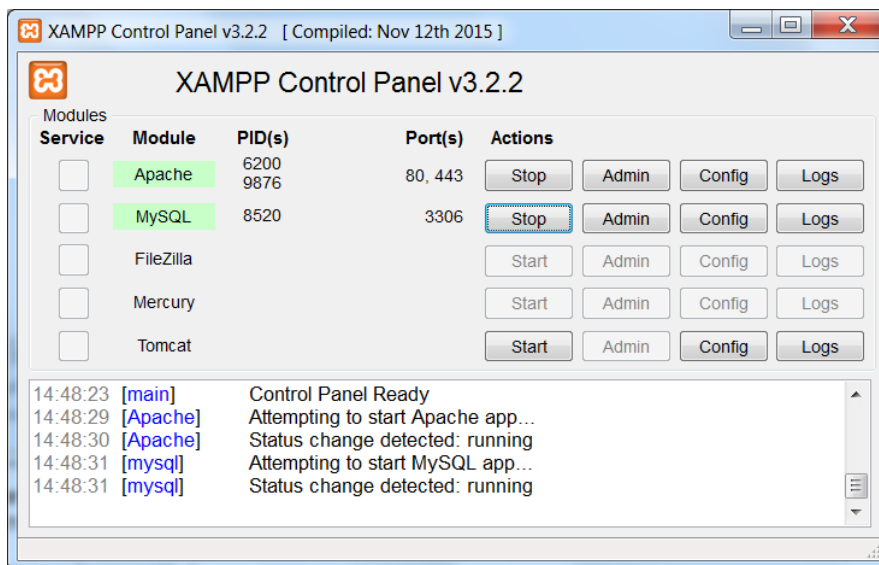 XAMPP Control Panel v3.2.2 [ Compiled: Nov 12th 2015 ]
XAMPP Control Panel v3.2.2
Modules
Service Module PID(s) Port(s) Actions
Apache 6200 9876 80, 443 Stop Admin Config Logs
MySQL 8520 3306 Stop Admin Config Logs
FileZilla Start Admin Config Logs
Mercury Start Admin Config Logs
Tomcat Start Admin Config Logs
14:48:23 [main] Control Panel Ready
14:48:29 [Apache] Attempting to start Apache app...
14:48:30 [Apache] Status change detected: running
14:48:31 [mysql] Attempting to start MySQL app...
14:48:31 [mysql] Status change detected: running